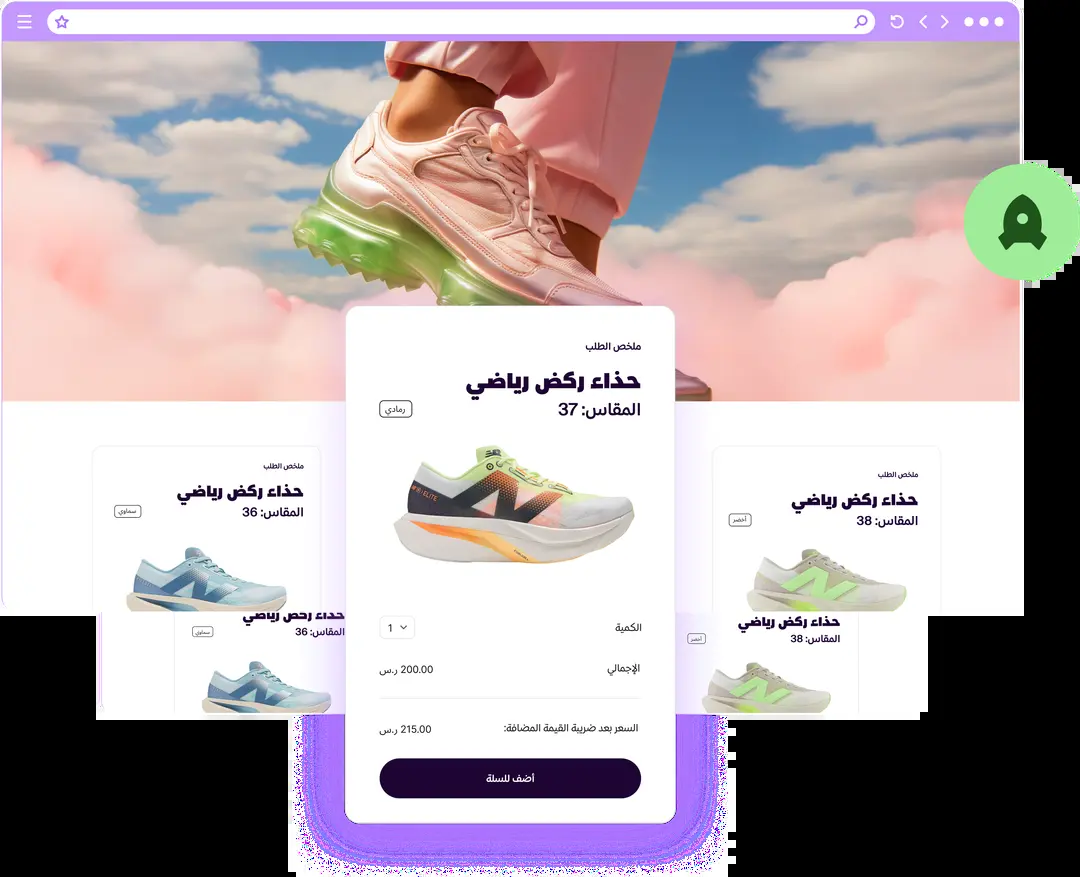 ملخص الطلب
حذاء ركض رياضي
المقاس: 37
رمادي
الكمية
1
الإجمالي
200.00 ر.س
السعر بعد ضريبة القيمة المضافة:
215.00 ر.س
أضف للسلة
ملخص الطلب
حذاء ركض رياضي
المقاس: 38
أخضر
حذاء ركض رياضي
المقاس: 38
أخضر
ملخص الطلب
حذاء ركض رياضي
المقاس: 36
سماوي
حذاء ركض رياضي
المقاس: 36
سماوي